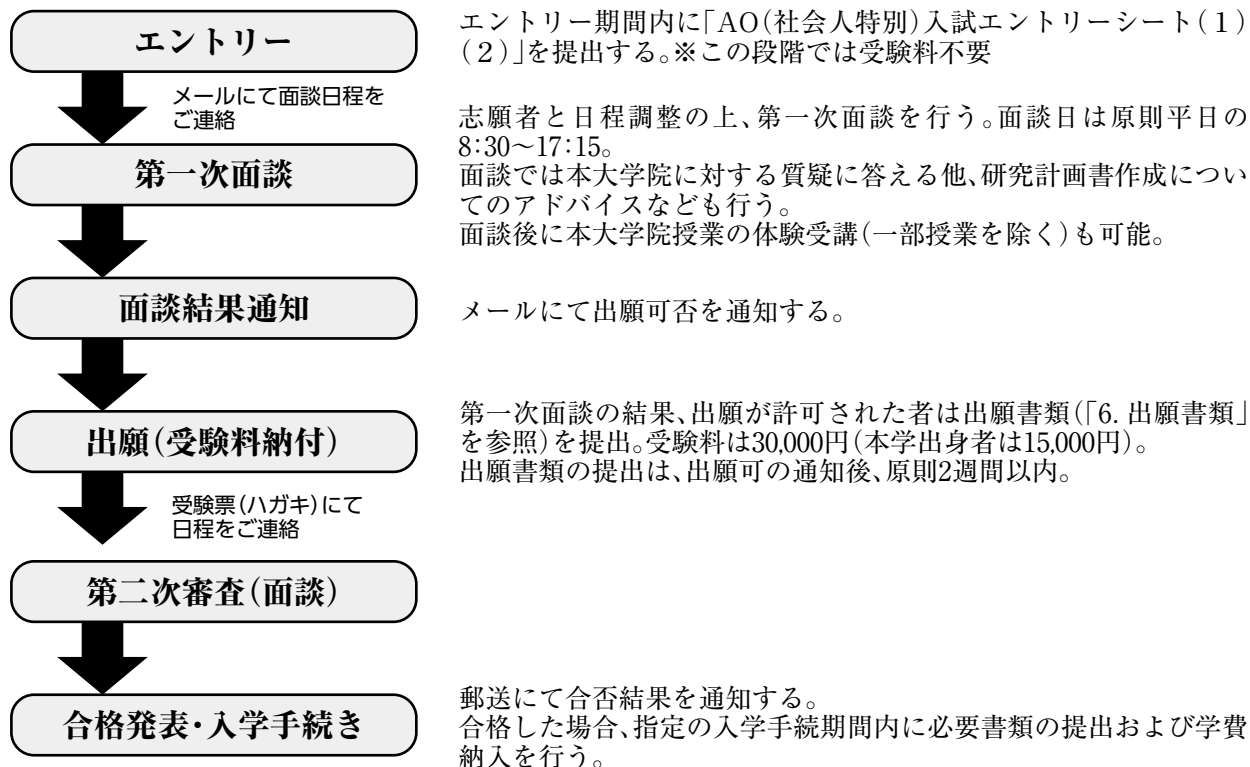 エントリー
エントリー期間内に「AO(社会人特別)入試エントリーシート(1)
(2)」を提出する。※この段階では受験料不要
メールにて面談日程を
ご連絡
第一次面談
志願者と日程調整の上、第一次面談を行う。面談日は原則平日の
8:30〜17:15。
面談では本大学院に対する質疑に答える他、研究計画書作成につい
てのアドバイスなども行う。
面談後に本大学院授業の体験受講(一部授業を除く)も可能。
面談結果通知
メールにて出願可否を通知する。
出願(受験料納付)
第一次面談の結果、出願が許可された者は出願書類(「6. 出願書類」
を参照)を提出。受験料は30,000円(本学出身者は15,000円)。
出願書類の提出は、出願可の通知後、原則2週間以内。
受験票(ハガキ)にて
日程をご連絡
第二次審査(面談)
合格発表・入学手続き
郵送にて合否結果を通知する。
合格した場合、指定の入学手続期間内に必要書類の提出および学費
納入を行う。